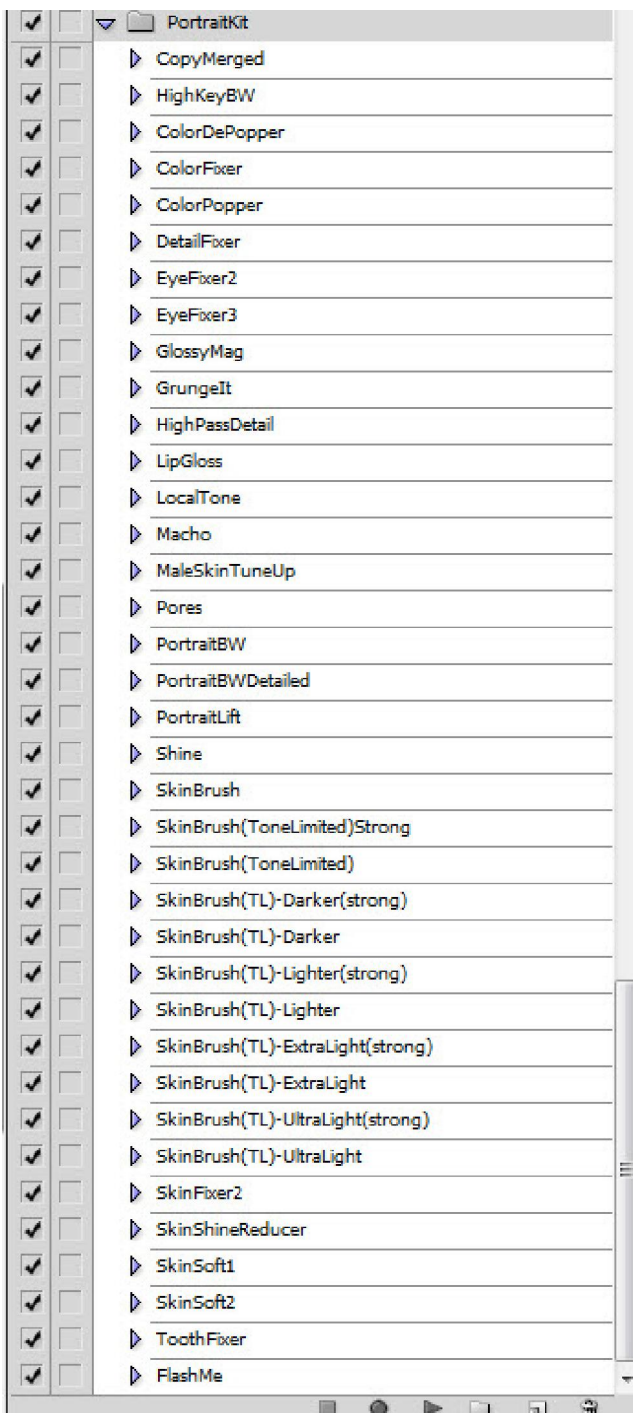 PortraitKit
CopyMerged
HighKeyBW
ColorDePopper
ColorFixer
ColorPopper
DetailFixer
EyeFixer2
EyeFixer3
GlossyMag
GrungeIt
HighPassDetail
LipGloss
LocalTone
Macho
MaleSkinTuneUp
Pores
PortraitBW
PortraitBWDetailed
PortraitLift
Shine
SkinBrush
SkinBrush(ToneLimited)Strong
SkinBrush(ToneLimited)
SkinBrush(TL)-Darker(strong)
SkinBrush(TL)-Darker
SkinBrush(TL)-Lighter(strong)
SkinBrush(TL)-Lighter
SkinBrush(TL)-ExtraLight(strong)
SkinBrush(TL)-ExtraLight
SkinBrush(TL)-UltraLight(strong)
SkinBrush(TL)-UltraLight
SkinFixer2
SkinShineReducer
SkinSoft1
SkinSoft2
ToothFixer
FlashMe